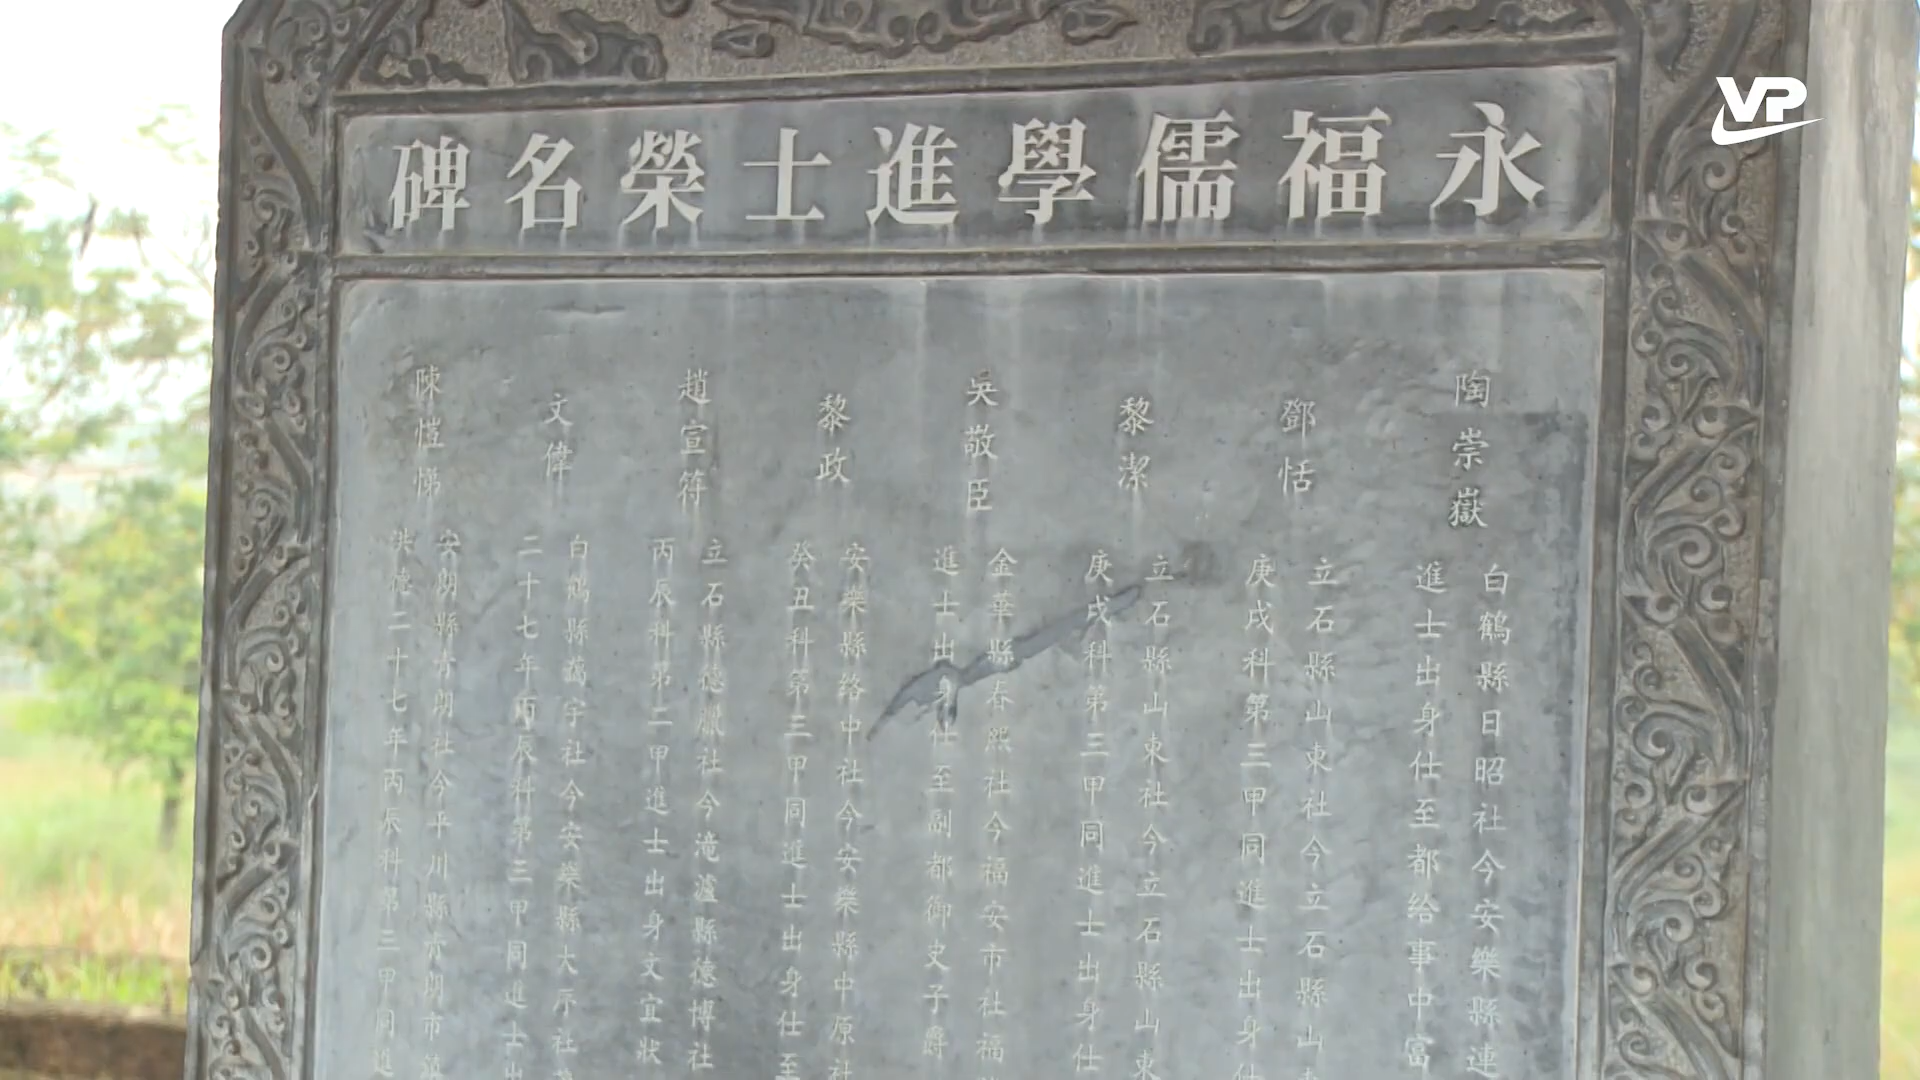 VP
永福儒學進士榮名碑
陶崇嶽
白鶴縣日昭社今安樂縣連
進士出身仕至都給事中富
鄧恬
立石縣山東社今立石縣山東
庚戌科第三甲同進士出身仕
黎潔
立石縣山東社今立石縣山東
庚戌科第三甲同進士出身仕
吳敬臣
金華縣春熙社今福安市社福
進士出身仕至副都御史子爵
黎政
安樂縣絡中社今安樂縣中原社
癸丑科第三甲同進士出身仕至
趙宣符
立石縣德社今滝瀘縣德博社
丙辰科第二甲進士出身文宜狀
文偉
白鶴縣宇社今安樂縣大社
二十七年丙辰科第三甲同進士出
陳愷悌
安朗縣社今平川縣市鎮
洪德二十七年丙辰科第三甲同進